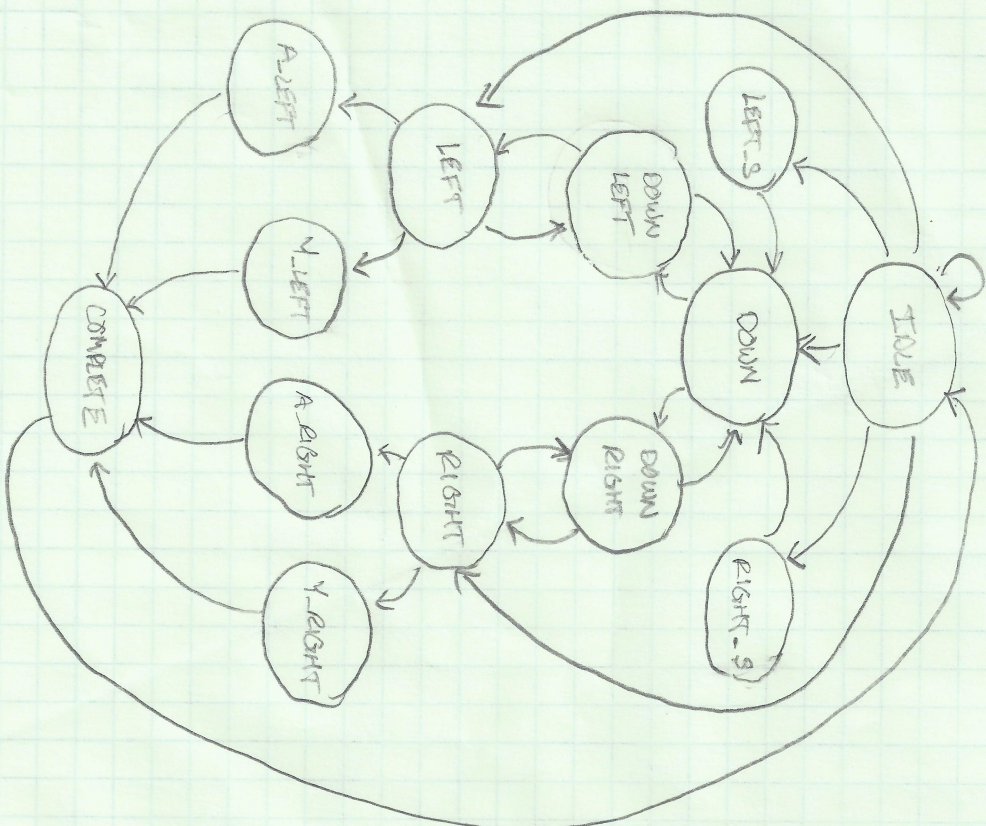 IDLE
LEFT_S
RIGHT_S
DOWN
DOWN
LEFT
DOWN
RIGHT
LEFT
RIGHT
A_LEFT
Y_LEFT
A_RIGHT
Y_RIGHT
COMPLETE